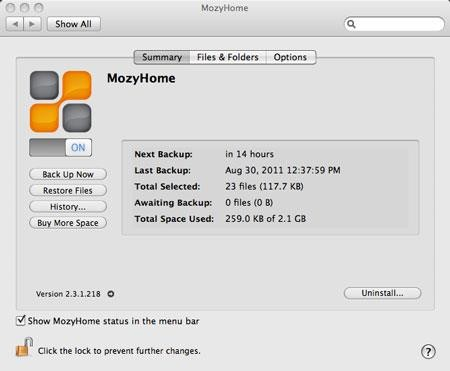 MozyHome
Show All
Summary Files & Folders Options
MozyHome
ON
Back Up Now
Restore Files
History...
Buy More Space
Next Backup: in 14 hours
Last Backup: Aug 30, 2011 12:37:59 PM
Total Selected: 23 files (117.7 KB)
Awaiting Backup: 0 files (0 B)
Total Space Used: 259.0 KB of 2.1 GB
Version 2.3.1.218
Uninstall...
Show MozyHome status in the menu bar
Click the lock to prevent further changes.
?